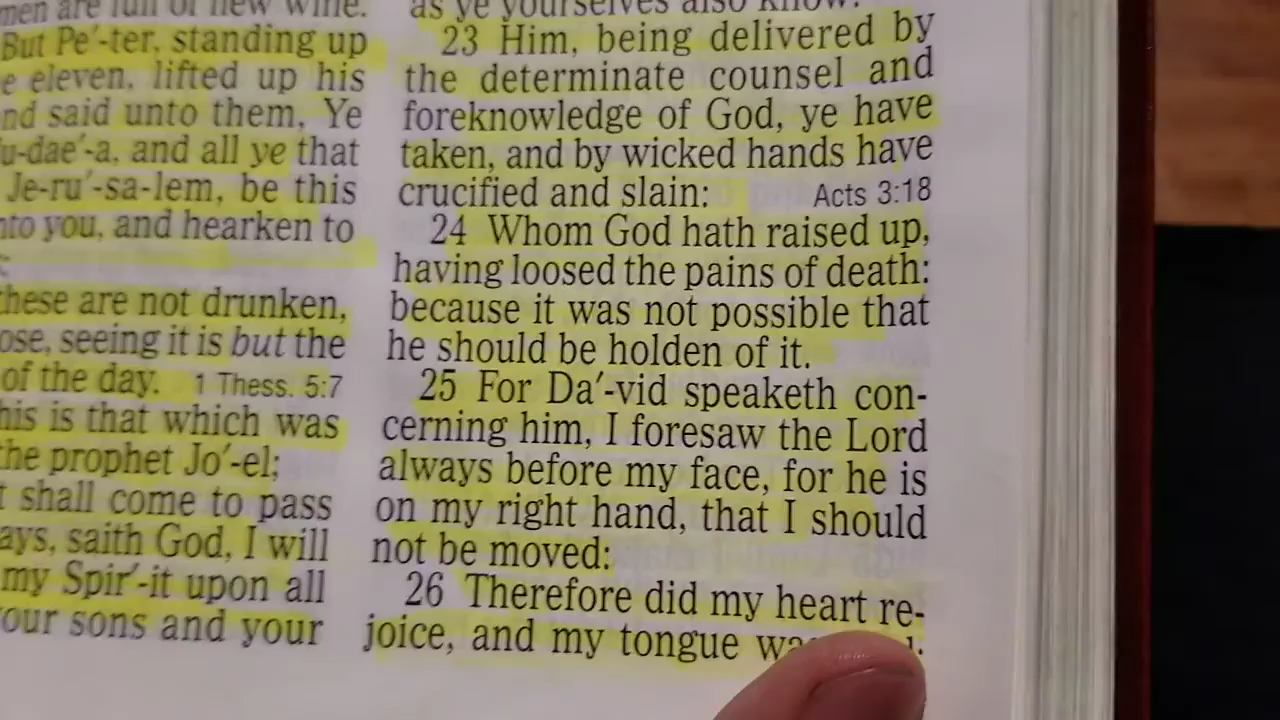 men are full of new wine.
But Pe′-ter, standing up
e eleven, lifted up his
nd said unto them, Ye
u-dae′-a, and all ye that
Je-ru′-sa-lem, be this
nto you, and hearken to
these are not drunken,
ose, seeing it is but the
of the day. 1 Thess. 5:7
his is that which was
the prophet Jo′-el;
t shall come to pass
ays, saith God, I will
my Spir′-it upon all
our sons and your
as ye yourselves also know:
23 Him, being delivered by
the determinate counsel and
foreknowledge of God, ye have
taken, and by wicked hands have
crucified and slain: Acts 3:18
24 Whom God hath raised up,
having loosed the pains of death:
because it was not possible that
he should be holden of it.
25 For Da′-vid speaketh con-
cerning him, I foresaw the Lord
always before my face, for he is
on my right hand, that I should
not be moved:
26 Therefore did my heart re-
joice, and my tongue